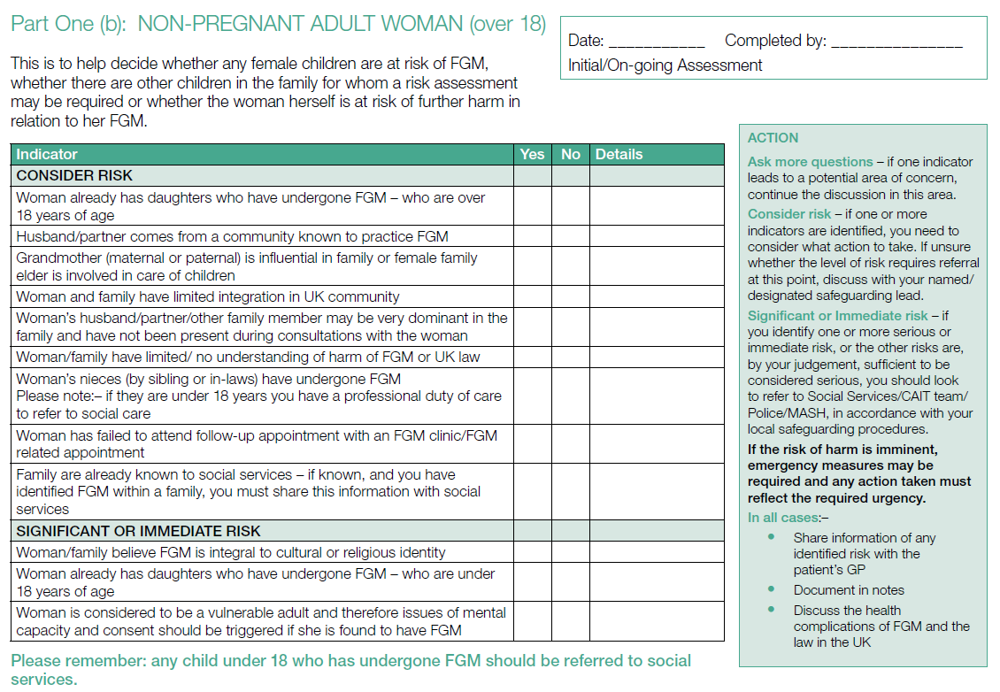 Part One (b): NON-PREGNANT ADULT WOMAN (over 18)
This is to help decide whether any female children are at risk of FGM,
whether there are other children in the family for whom a risk assessment
may be required or whether the woman herself is at risk of further harm in
relation to her FGM.
Date: ___________ Completed by: _______________
Initial/On-going Assessment
Indicator Yes No Details
CONSIDER RISK
Woman already has daughters who have undergone FGM – who are over
18 years of age
Husband/partner comes from a community known to practice FGM
Grandmother (maternal or paternal) is influential in family or female family
elder is involved in care of children
Woman and family have limited integration in UK community
Woman's husband/partner/other family member may be very dominant in the
family and have not been present during consultations with the woman
Woman/family have limited/ no understanding of harm of FGM or UK law
Woman's nieces (by sibling or in-laws) have undergone FGM
Please note:– if they are under 18 years you have a professional duty of care
to refer to social care
Woman has failed to attend follow-up appointment with an FGM clinic/FGM
related appointment
Family are already known to social services – if known, and you have
identified FGM within a family, you must share this information with social
services
SIGNIFICANT OR IMMEDIATE RISK
Woman/family believe FGM is integral to cultural or religious identity
Woman already has daughters who have undergone FGM – who are under
18 years of age
Woman is considered to be a vulnerable adult and therefore issues of mental
capacity and consent should be triggered if she is found to have FGM
Please remember: any child under 18 who has undergone FGM should be referred to social
services.
ACTION
Ask more questions – if one indicator
leads to a potential area of concern,
continue the discussion in this area.
Consider risk – if one or more
indicators are identified, you need to
consider what action to take. If unsure
whether the level of risk requires referral
at this point, discuss with your named/
designated safeguarding lead.
Significant or Immediate risk – if
you identify one or more serious or
immediate risk, or the other risks are,
by your judgement, sufficient to be
considered serious, you should look
to refer to Social Services/CAIT team/
Police/MASH, in accordance with your
local safeguarding procedures.
If the risk of harm is imminent,
emergency measures may be
required and any action taken must
reflect the required urgency.
In all cases:–
• Share information of any
identified risk with the
patient's GP
• Document in notes
• Discuss the health
complications of FGM and the
law in the UK